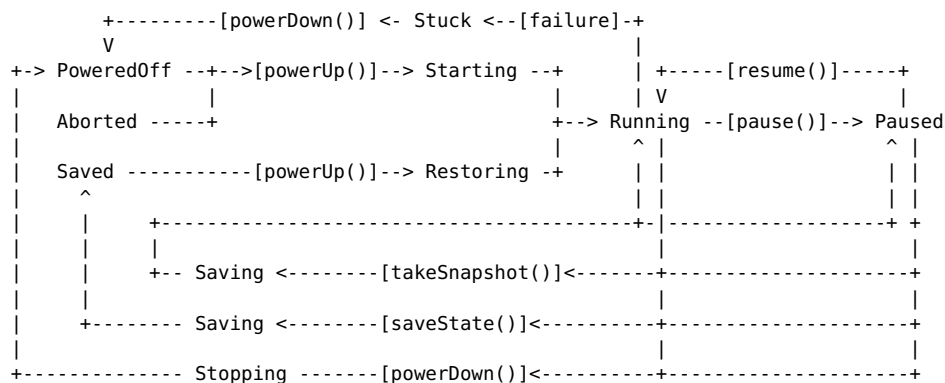 +---------[powerDown()] <- Stuck <--[failure]-+
V |
+-> PoweredOff --+-->[powerUp()]--> Starting --+ | +-----[resume()]-----+
| | | | V |
| Aborted -----+ +--> Running --[pause()]--> Paused
| | ^ | ^ |
| Saved -----------[powerUp()]--> Restoring -+ | | | |
| ^ | | | |
| | +-----------------------------------------+-|-------------------+ +
| | | | |
| | +-- Saving <--------[takeSnapshot()]<-------+---------------------+
| | | |
| +-------- Saving <--------[saveState()]<----------+---------------------+
| | |
+-------------- Stopping -------[powerDown()]<----------+---------------------+